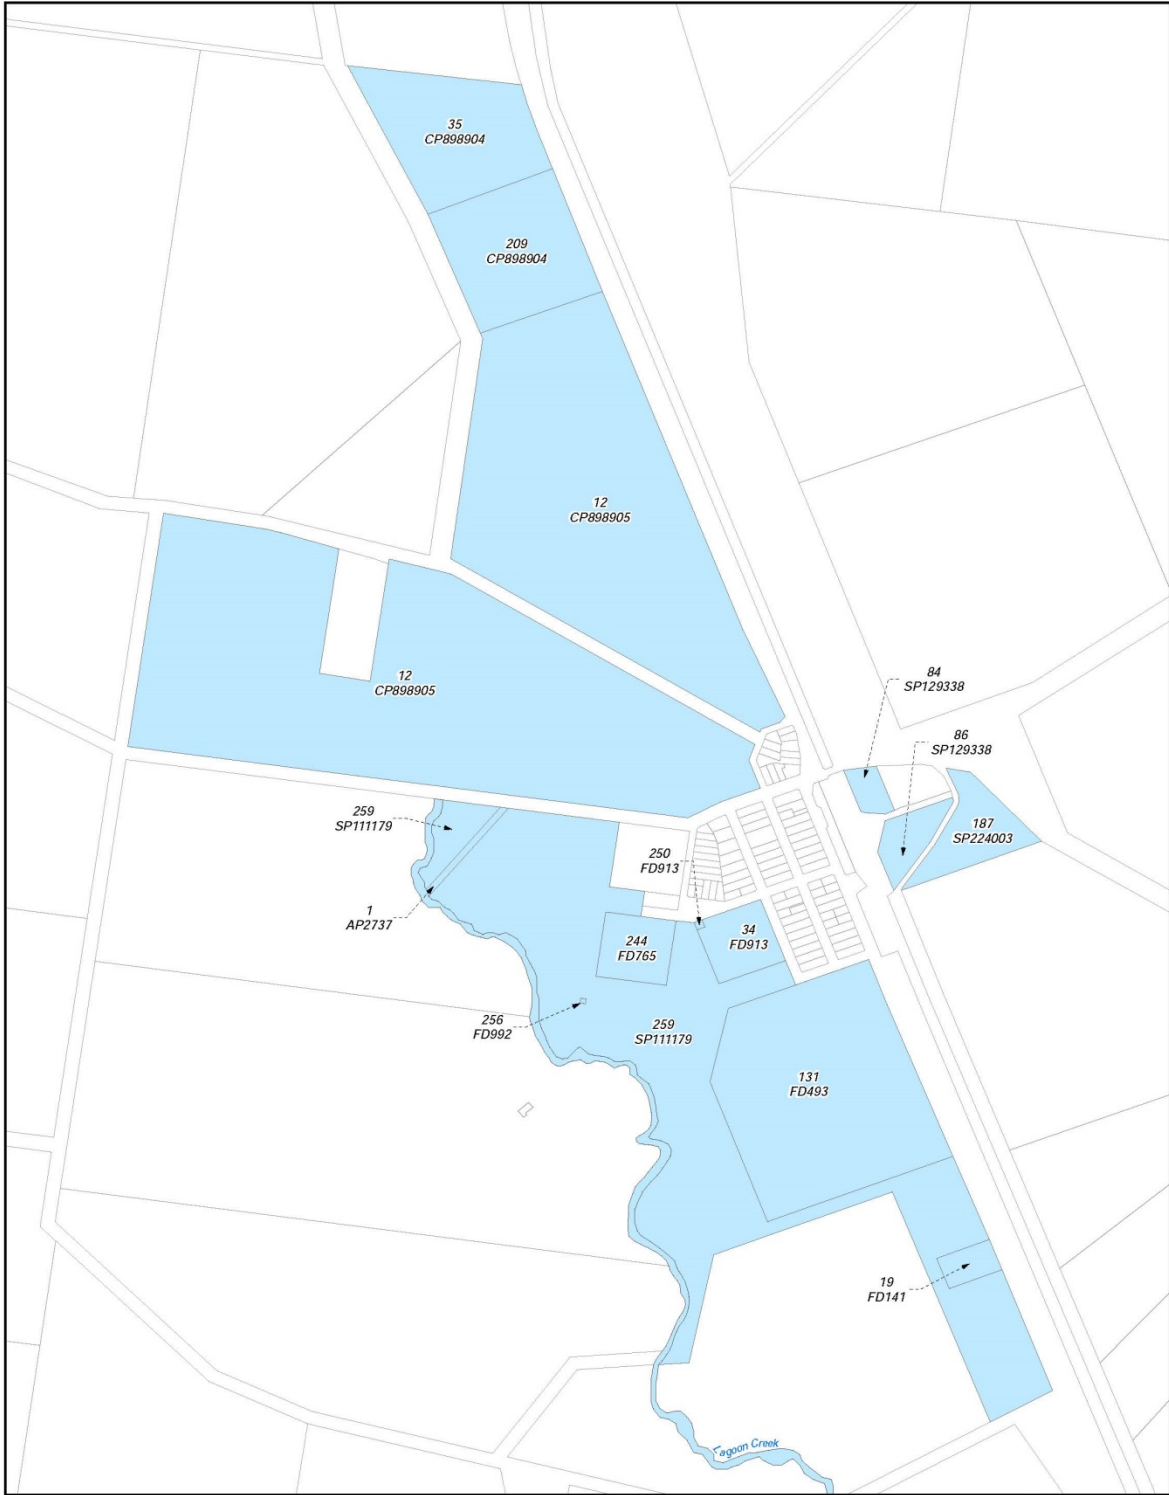 35
CP898904
209
CP898904
12
CP898905
12
CP898905
84
SP129338
86
SP129338
187
SP224003
259
SP111179
250
FD913
1
AP2737
34
FD913
244
FD765
256
FD992
259
SP111179
131
FD493
19
FD141
Lagoon Creek